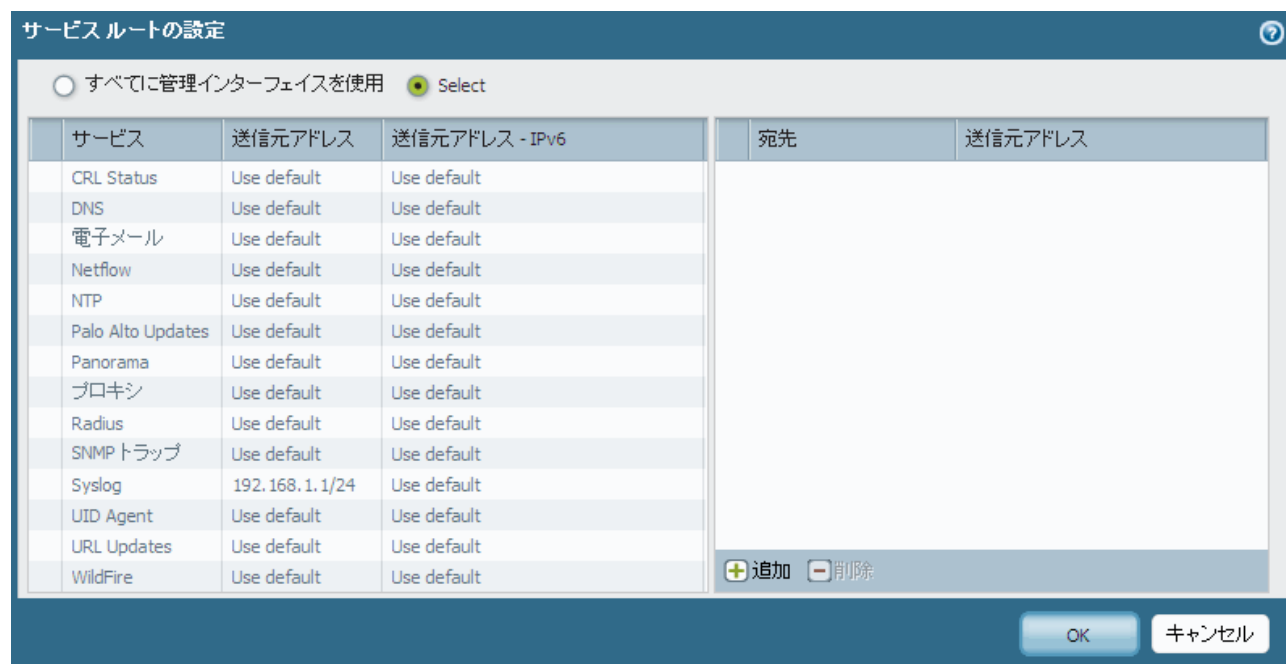 サービス ルートの設定
すべてに管理インターフェイスを使用 Select
サービス 送信元アドレス 送信元アドレス - IPv6 宛先 送信元アドレス
CRL Status Use default Use default
DNS Use default Use default
電子メール Use default Use default
Netflow Use default Use default
NTP Use default Use default
Palo Alto Updates Use default Use default
Panorama Use default Use default
プロキシ Use default Use default
Radius Use default Use default
SNMP トラップ Use default Use default
Syslog 192.168.1.1/24 Use default
UID Agent Use default Use default
URL Updates Use default Use default
WildFire Use default Use default
追加 削除
OK キャンセル